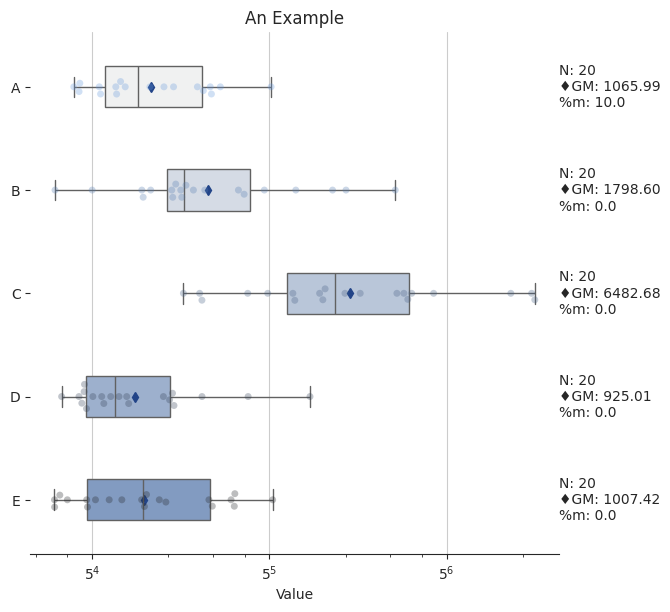 An Example
A
N: 20
♦GM: 1065.99
%m: 10.0
B
N: 20
♦GM: 1798.60
%m: 0.0
C
N: 20
♦GM: 6482.68
%m: 0.0
D
N: 20
♦GM: 925.01
%m: 0.0
E
N: 20
♦GM: 1007.42
%m: 0.0
5⁴ 5⁵ 5⁶
Value